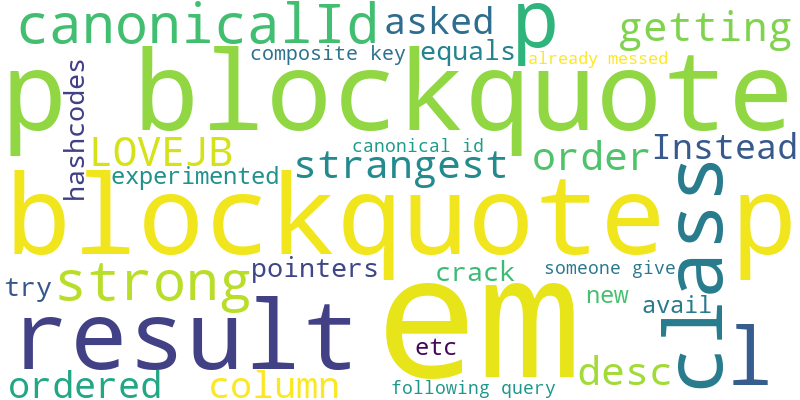 canonicalId asked p getting
composite key equals already messed
p blockquote
hashcodes LOVEJB canonical id order Instead
experimented strangest
blockquote p
class
try strong pointers crack someone give
result em new avail l
etc
ordered column following query desc